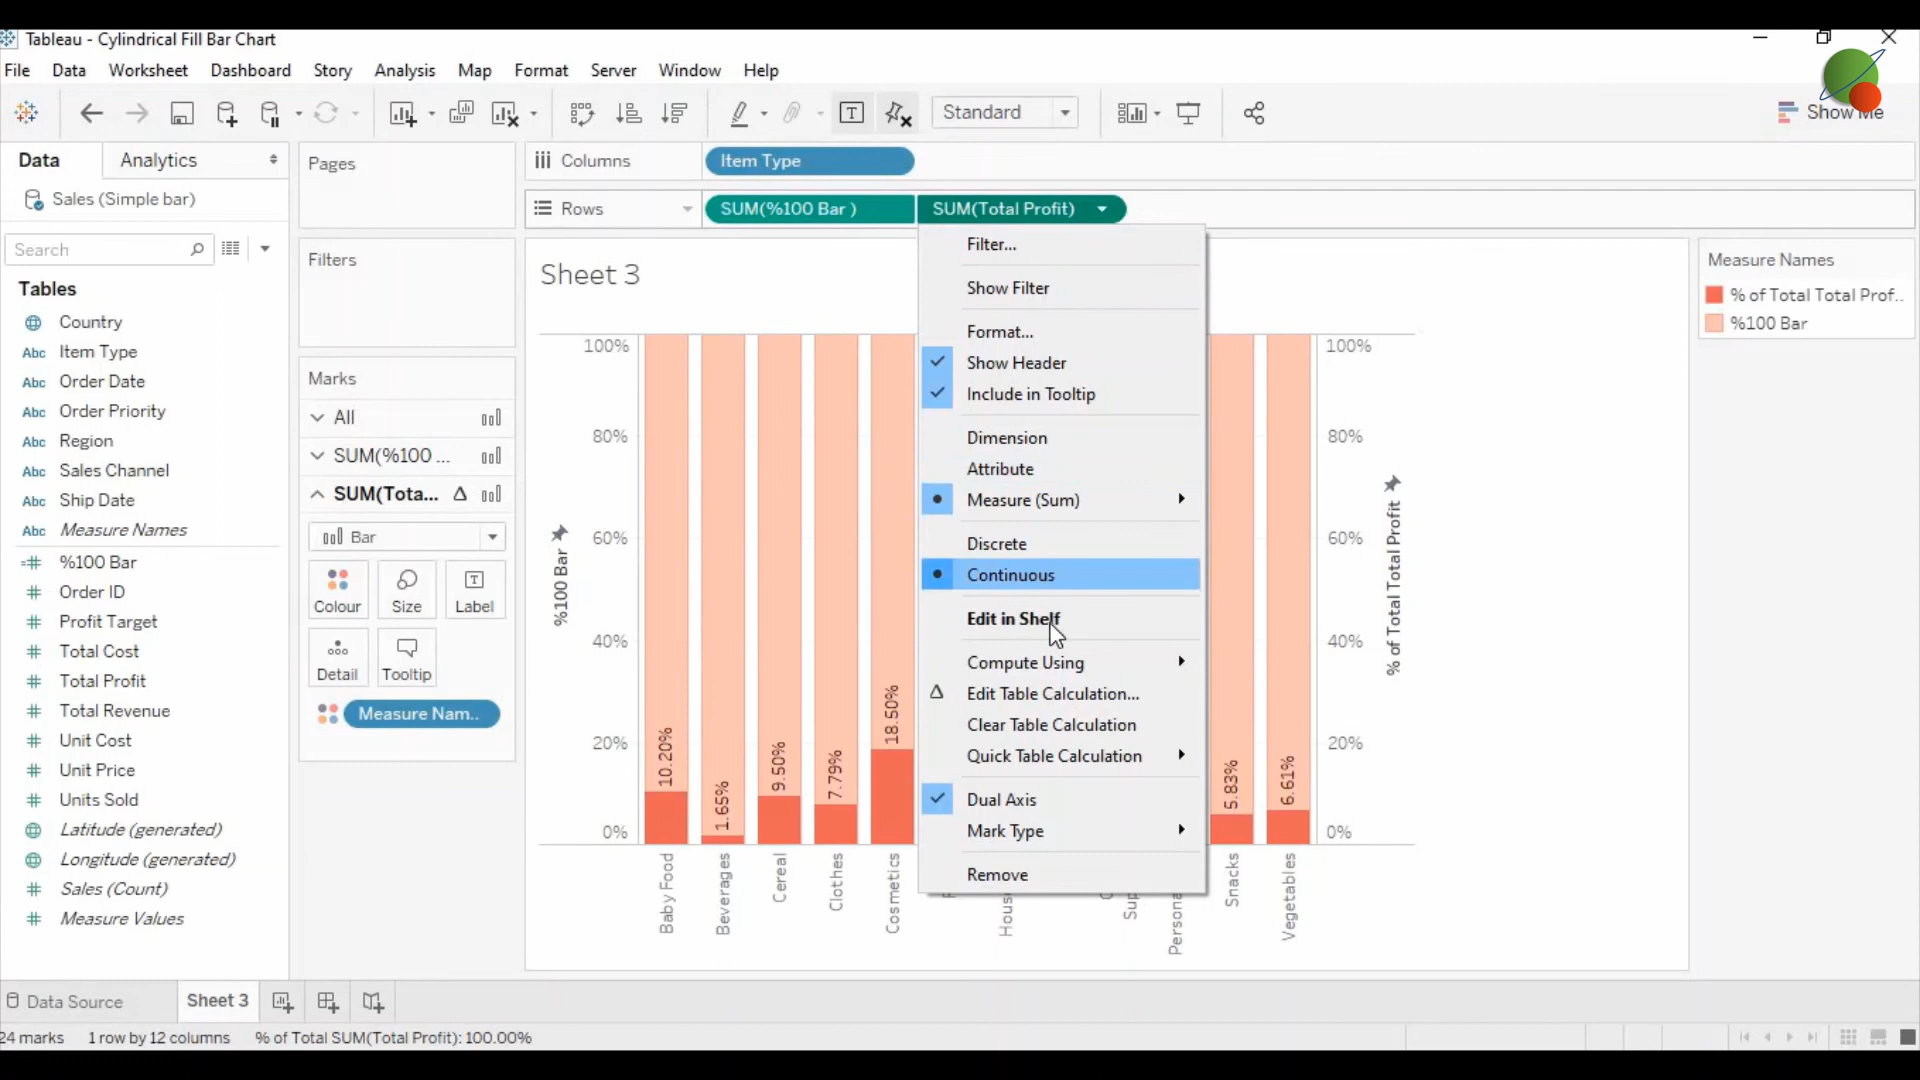 Tableau - Cylindrical Fill Bar Chart
File Data Worksheet Dashboard Story Analysis Map Format Server Window Help
Standard
Show Me
Data Analytics
Sales (Simple bar)
Search
Tables
Country
Item Type
Order Date
Order Priority
Region
Sales Channel
Ship Date
Measure Names
%100 Bar
Order ID
Profit Target
Total Cost
Total Profit
Total Revenue
Unit Cost
Unit Price
Units Sold
Latitude (generated)
Longitude (generated)
Sales (Count)
Measure Values
Pages
Filters
Marks
All
SUM(%100 ...
SUM(Tota...
Bar
Colour Size Label
Detail Tooltip
Measure Nam..
Columns Item Type
Rows SUM(%100 Bar ) SUM(Total Profit)
Sheet 3
%100 Bar
100%
80%
60%
40%
20%
0%
10.20%
1.65%
9.50%
7.79%
18.50%
5.83%
6.61%
Baby Food
Beverages
Cereal
Clothes
Cosmetics
Hous
Sup
Persona
Snacks
Vegetables
100%
80%
60%
40%
20%
0%
% of Total Total Profit
Filter...
Show Filter
Format...
Show Header
Include in Tooltip
Dimension
Attribute
Measure (Sum)
Discrete
Continuous
Edit in Shelf
Compute Using
Edit Table Calculation...
Clear Table Calculation
Quick Table Calculation
Dual Axis
Mark Type
Remove
Measure Names
% of Total Total Prof..
%100 Bar
Data Source Sheet 3
24 marks 1 row by 12 columns % of Total SUM(Total Profit): 100.00%